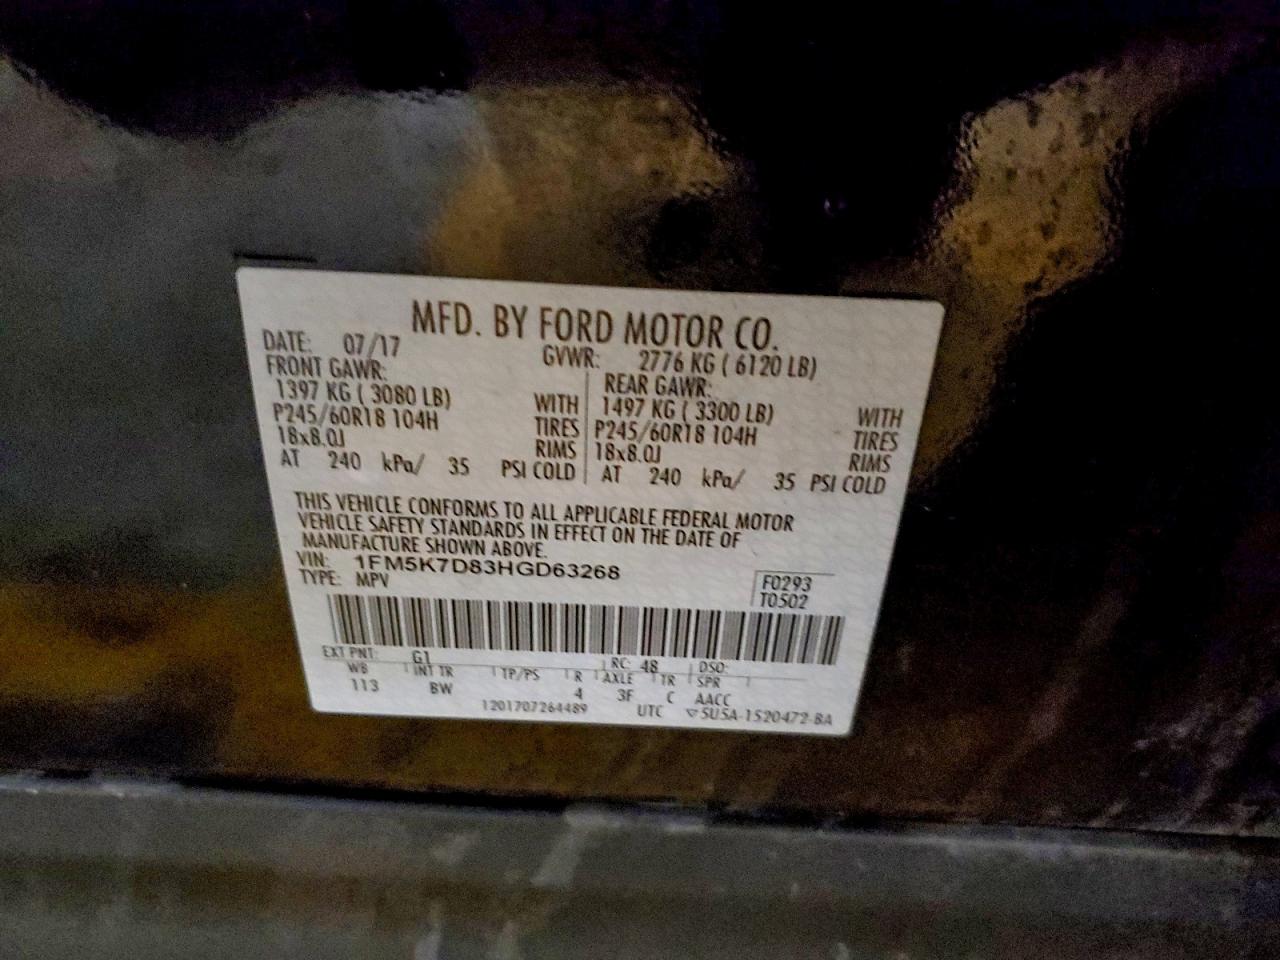 MFD. BY FORD MOTOR CO.
DATE: 07/17 GVWR: 2776 KG ( 6120 LB)
FRONT GAWR: REAR GAWR:
1397 KG ( 3080 LB) WITH 1497 KG ( 3300 LB) WITH
P245/60R18 104H TIRES P245/60R18 104H TIRES
18x8.0J RIMS 18x8.0J RIMS
AT 240 kPa/ 35 PSI COLD AT 240 kPa/ 35 PSI COLD
THIS VEHICLE CONFORMS TO ALL APPLICABLE FEDERAL MOTOR
VEHICLE SAFETY STANDARDS IN EFFECT ON THE DATE OF
MANUFACTURE SHOWN ABOVE.
VIN: 1FM5K7D83HGD63268
TYPE: MPV F0293
T0502
EXT PNT: G1 RC: 48 DSO:
WB INT TR TP/PS R AXLE TR SPR
113 BW 4 3F C AACC
1201707264489 UTC ▽5U5A-1520472-BA